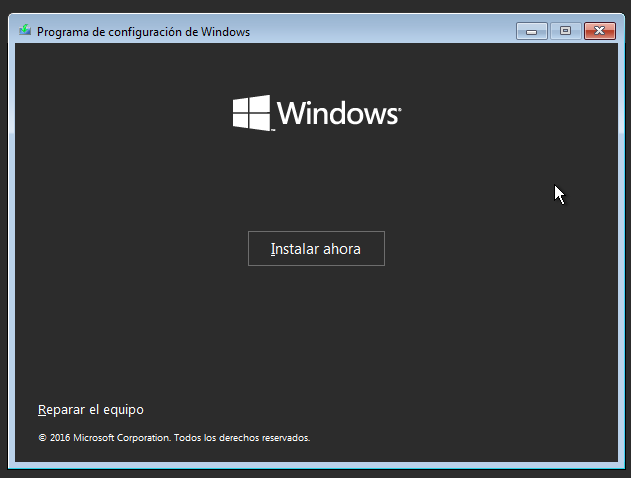 Programa de configuración de Windows
Windows®
Instalar ahora
Reparar el equipo
© 2016 Microsoft Corporation. Todos los derechos reservados.